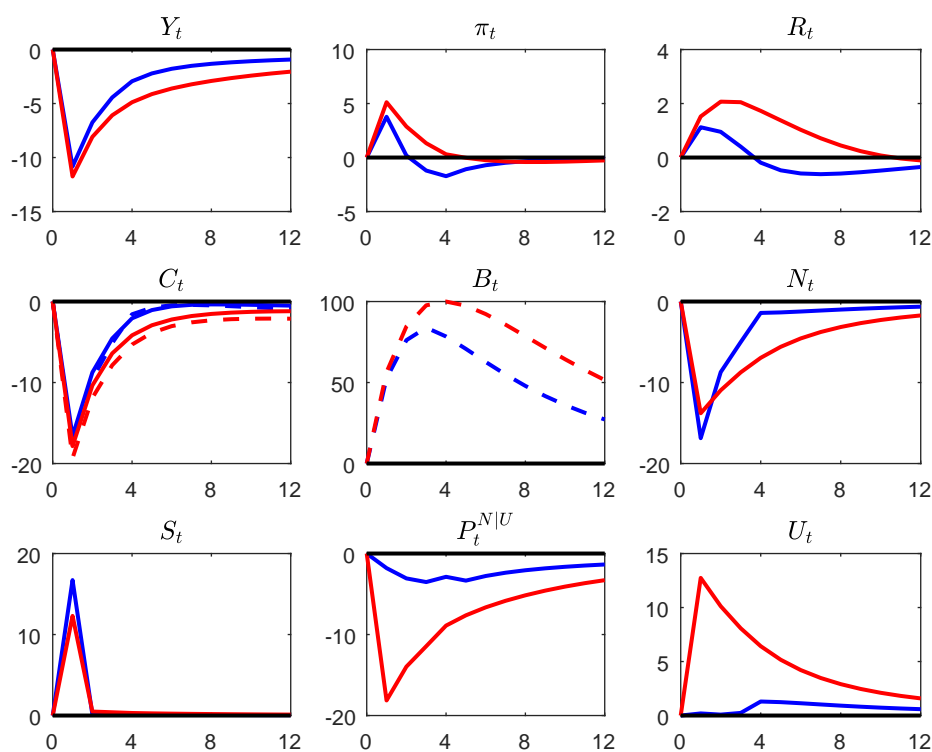 Y_t π_t R_t
0 10 4
-5 5 2
-10 0 0
-15 -5 -2
0 4 8 12 0 4 8 12 0 4 8 12
C_t B_t N_t
0 100 0
-10 50 -10
-20 0 -20
0 4 8 12 0 4 8 12 0 4 8 12
S_t P_t^{N|U} U_t
20 0 15
10 -10 10
5
0 -20 0
0 4 8 12 0 4 8 12 0 4 8 12